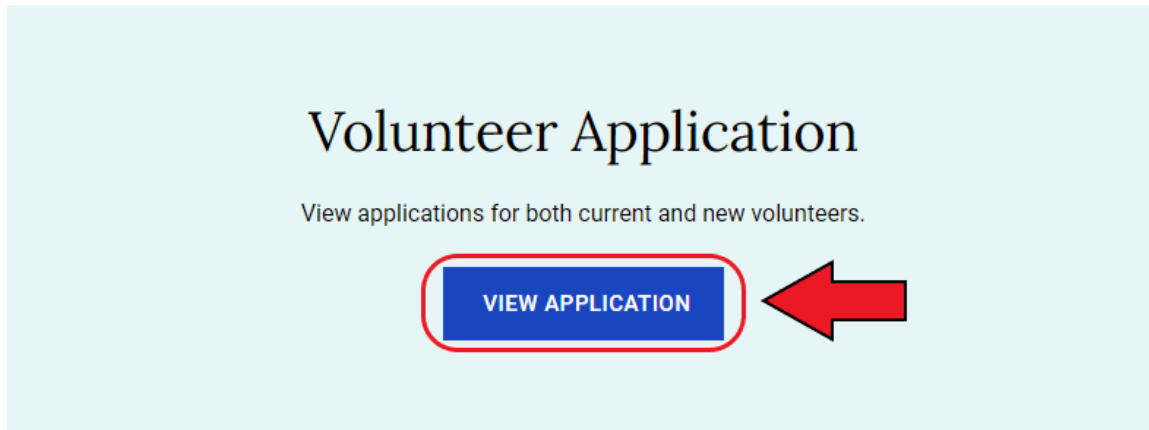 Volunteer Application
View applications for both current and new volunteers.
VIEW APPLICATION